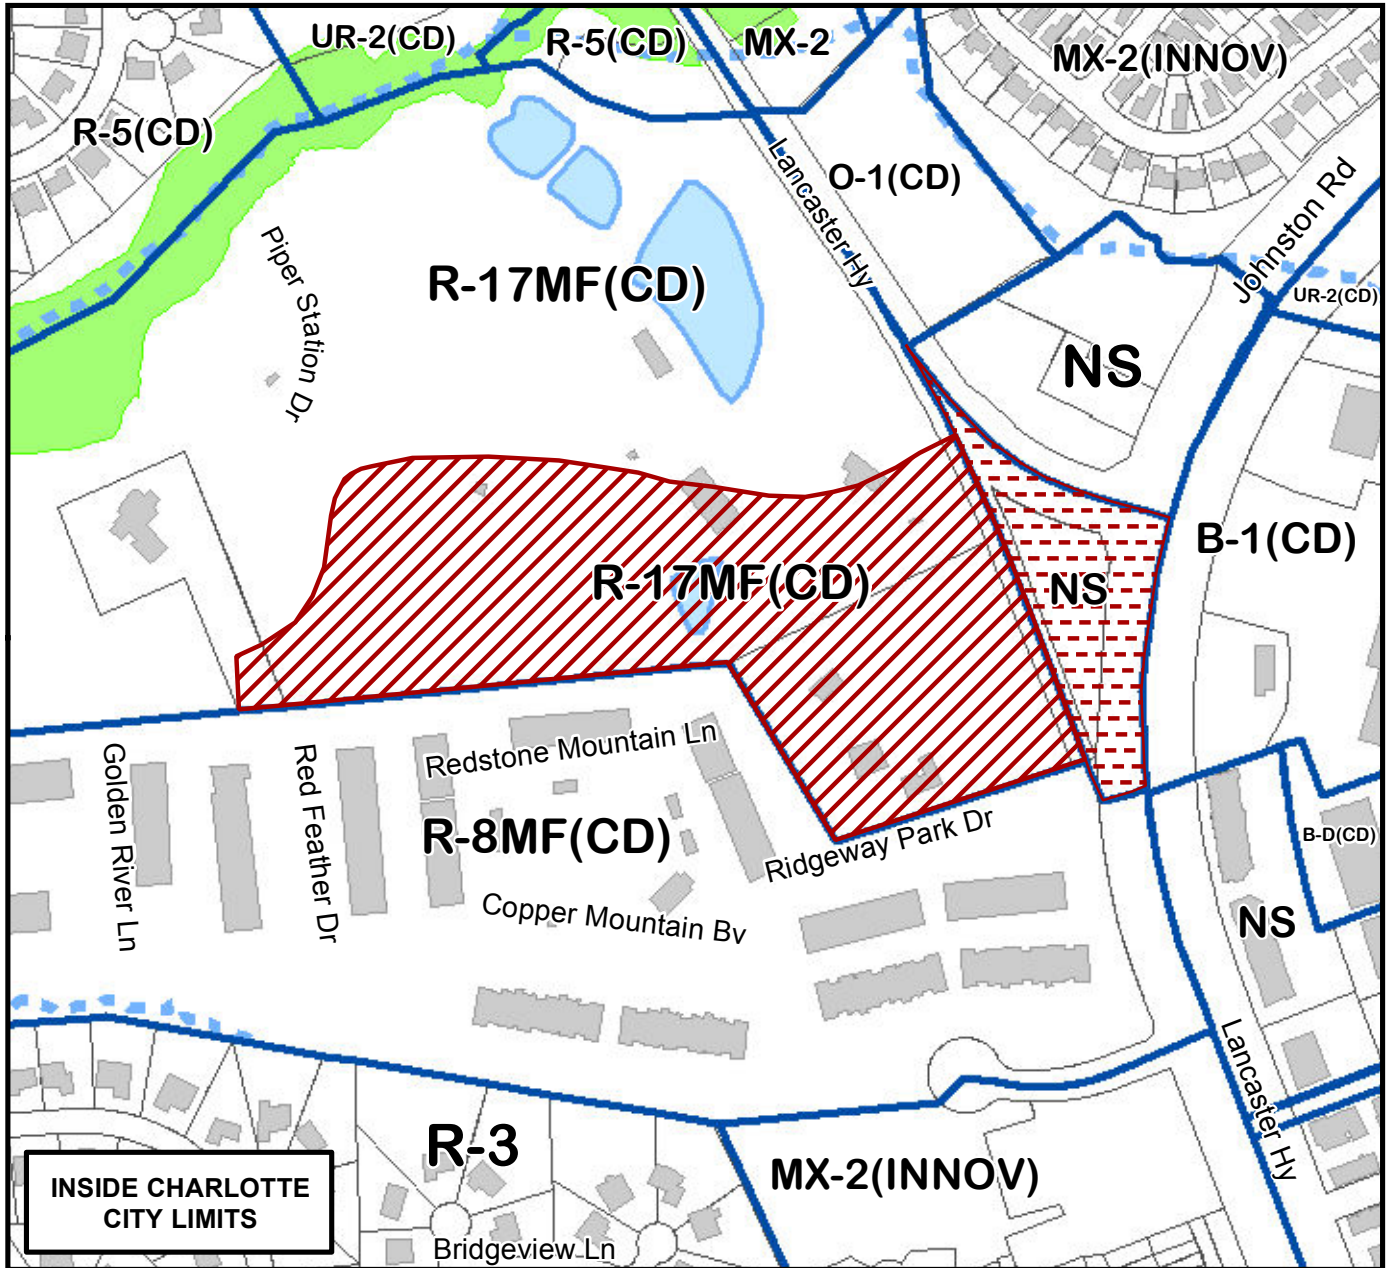 UR-2(CD)
R-5(CD)
MX-2
MX-2(INNOV)
R-5(CD)
Lancaster Hy
O-1(CD)
Johnston Rd
Piper Station Dr
R-17MF(CD)
UR-2(CD)
NS
B-1(CD)
R-17MF(CD)
NS
Golden River Ln
Red Feather Dr
Redstone Mountain Ln
R-8MF(CD)
Ridgeway Park Dr
B-D(CD)
Copper Mountain Bv
NS
Lancaster Hy
R-3
MX-2(INNOV)
INSIDE CHARLOTTE
CITY LIMITS
Bridgeview Ln